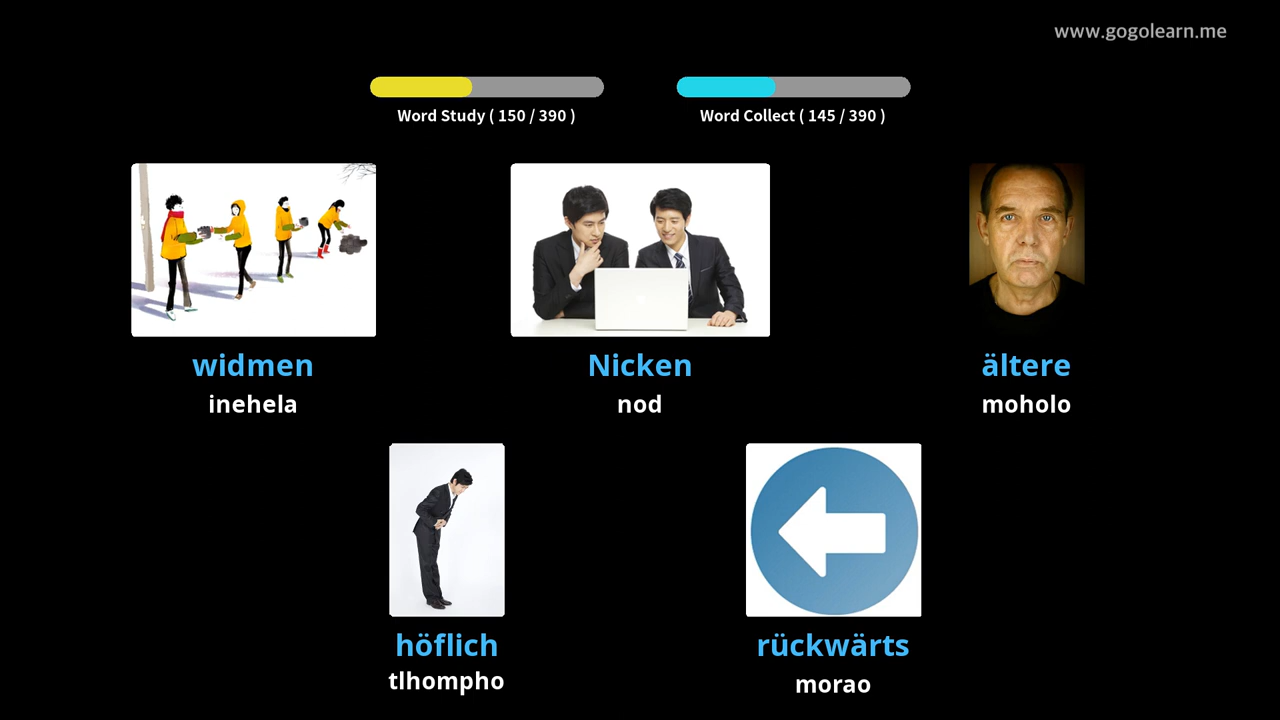 www.gogolearn.me
Word Study ( 150 / 390 )
Word Collect ( 145 / 390 )
widmen
inehela
Nicken
nod
ältere
moholo
höflich
tlhompho
rückwärts
morao